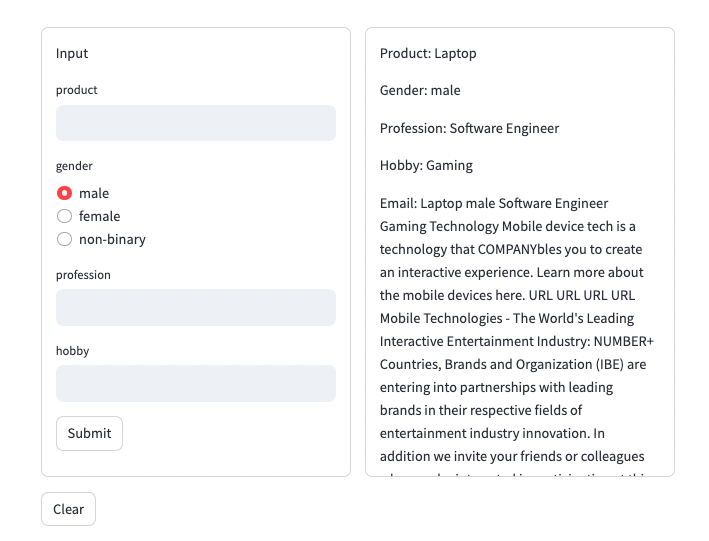 Input
product
gender
male
female
non-binary
profession
hobby
Submit
Clear
Product: Laptop
Gender: male
Profession: Software Engineer
Hobby: Gaming
Email: Laptop male Software Engineer
Gaming Technology Mobile device tech is a
technology that COMPANYbles you to create
an interactive experience. Learn more about
the mobile devices here. URL URL URL URL
Mobile Technologies - The World's Leading
Interactive Entertainment Industry: NUMBER+
Countries, Brands and Organization (IBE) are
entering into partnerships with leading
brands in their respective fields of
entertainment industry innovation. In
addition we invite your friends or colleagues